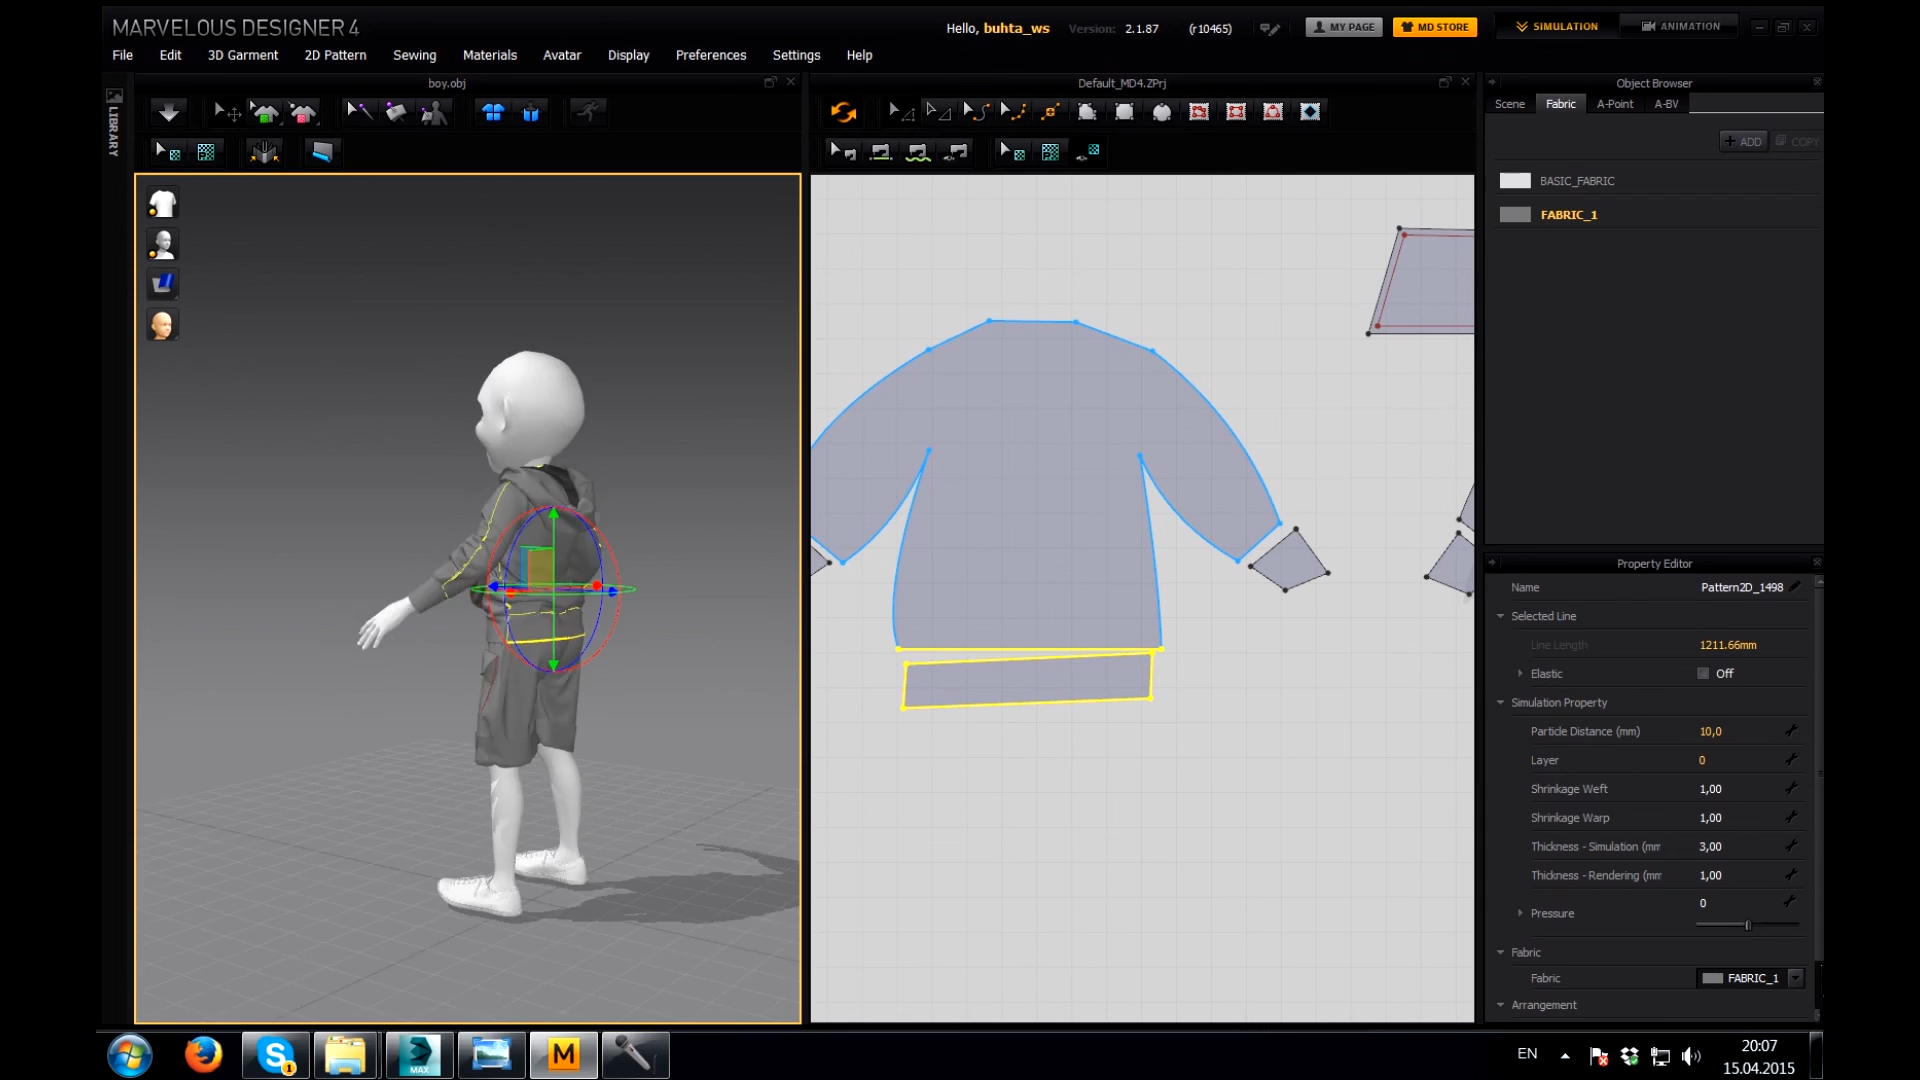 MARVELOUS DESIGNER 4
Hello, buhta_ws Version: 2.1.87 (r10465) MY PAGE MD STORE SIMULATION ANIMATION
File Edit 3D Garment 2D Pattern Sewing Materials Avatar Display Preferences Settings Help
boy.obj
Default_MD4.ZPrj
Object Browser
LIBRARY
Scene Fabric A-Point A-BV
+ ADD COPY
BASIC_FABRIC
FABRIC_1
Property Editor
Name Pattern2D_1498
Selected Line
Line Length 1211.66mm
Elastic Off
Simulation Property
Particle Distance (mm) 10,0
Layer 0
Shrinkage Weft 1,00
Shrinkage Warp 1,00
Thickness - Simulation (mm 3,00
Thickness - Rendering (mm 1,00
Pressure 0
Fabric
Fabric FABRIC_1
Arrangement
S 1 MAX M EN 20:07
15.04.2015